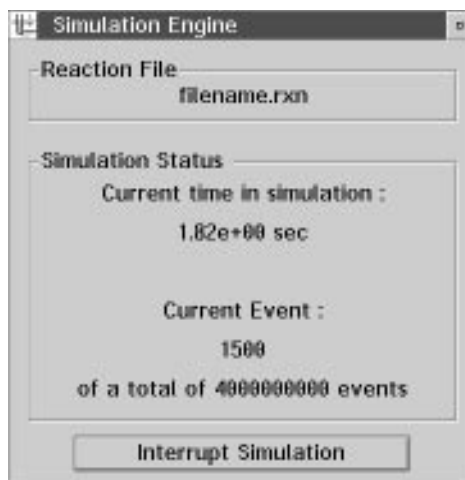 Simulation Engine
Reaction File
filename.rxn
Simulation Status
Current time in simulation :
1.82e+00 sec
Current Event :
1500
of a total of 4000000000 events
Interrupt Simulation